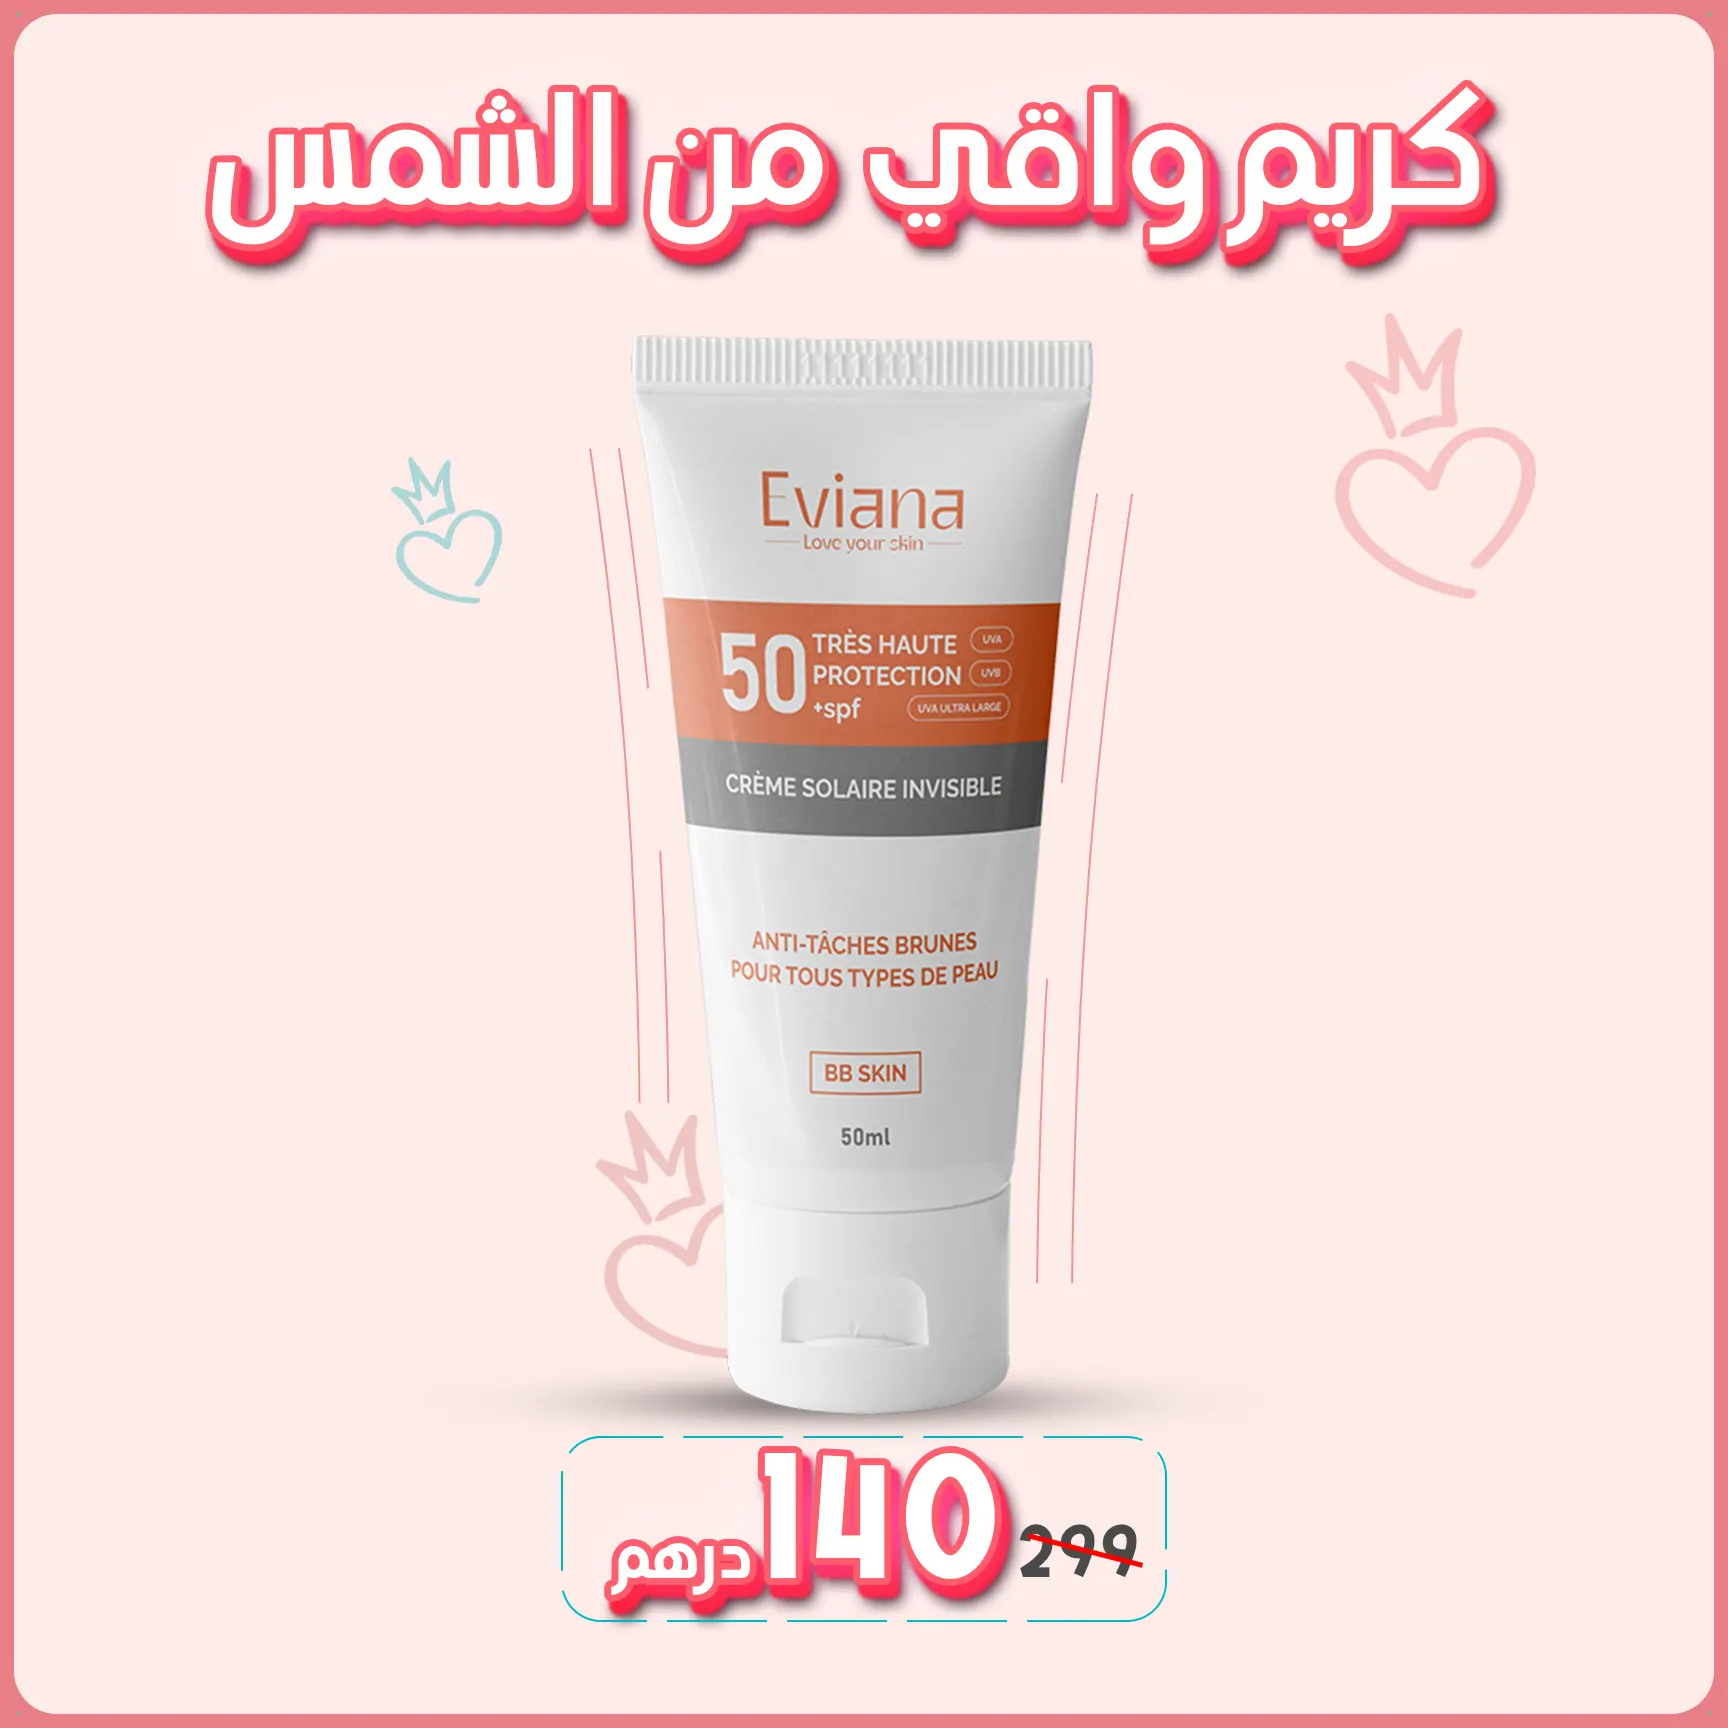 كريم واقي من الشمس
Eviana
Love your skin
50 TRÈS HAUTE PROTECTION +spf
UVA
UVB
UVA ULTRA LARGE
CRÈME SOLAIRE INVISIBLE
ANTI-TÂCHES BRUNES
POUR TOUS TYPES DE PEAU
BB SKIN
50ml
299 140 درهم